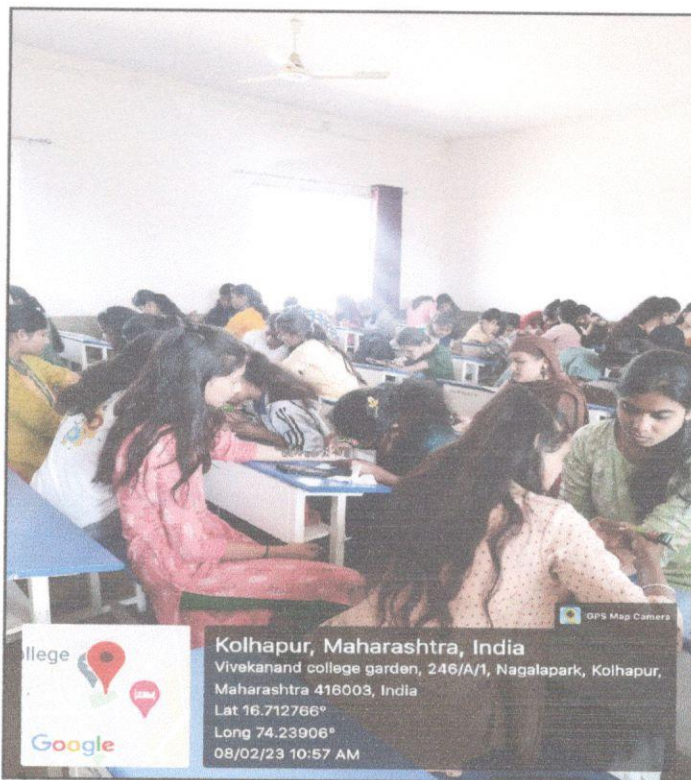 GPS Map Camera
llege
Google
Kolhapur, Maharashtra, India
Vivekanand college garden, 246/A/1, Nagalapark, Kolhapur,
Maharashtra 416003, India
Lat 16.712766°
Long 74.23906°
08/02/23 10:57 AM